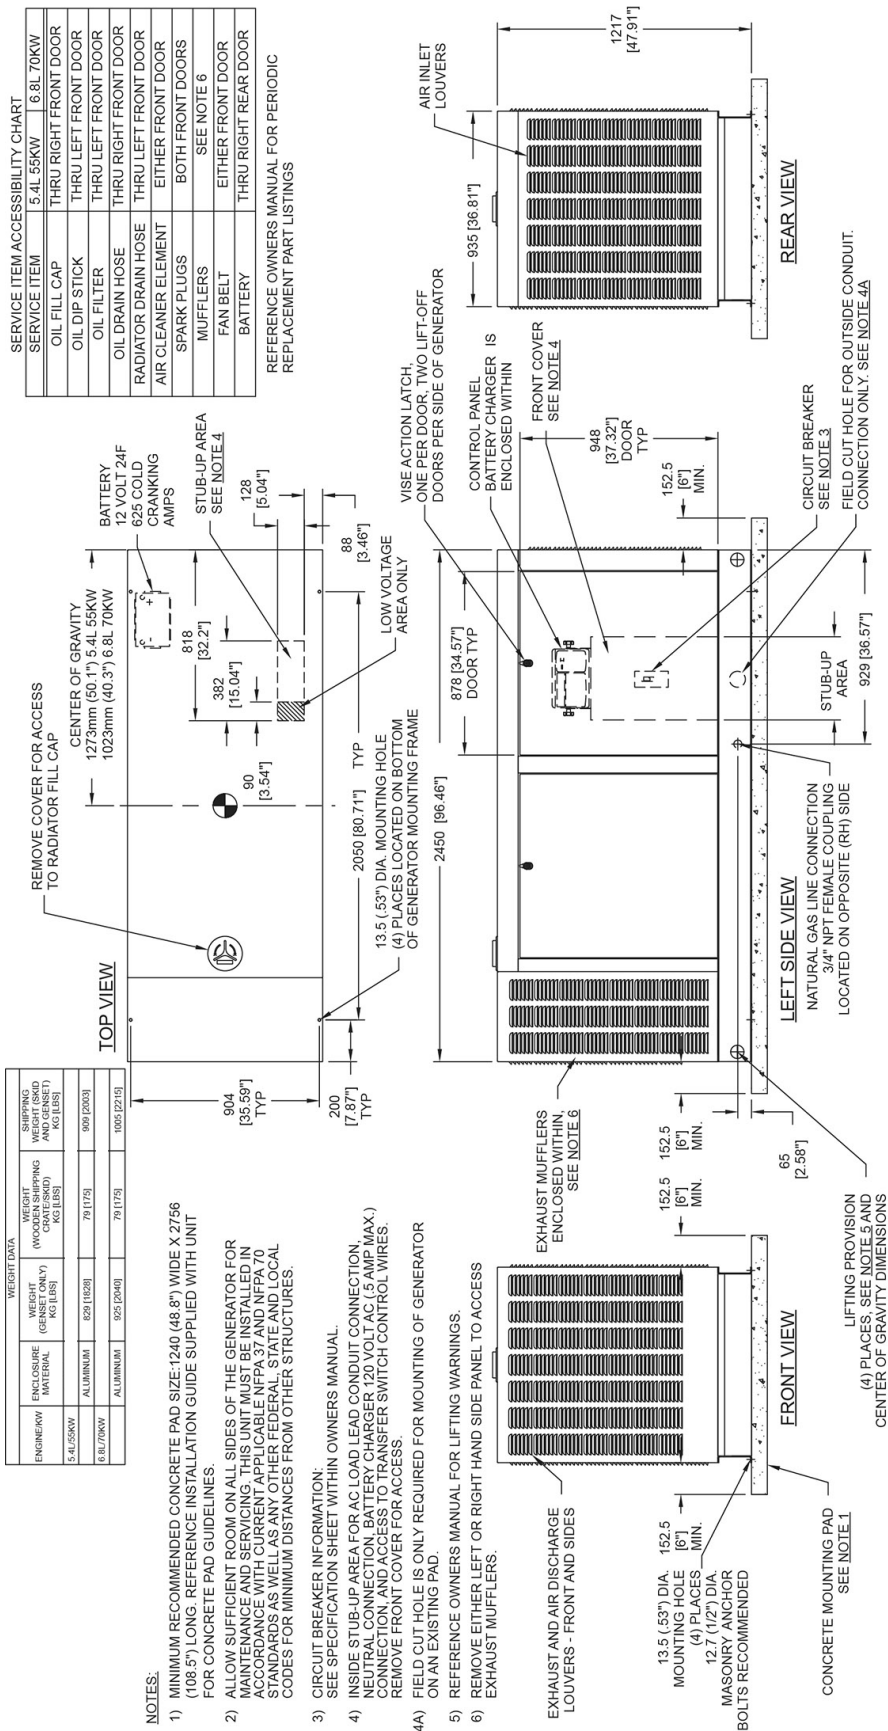 WEIGHT DATA
ENGINE/KW
ENCLOSURE
MATERIAL
WEIGHT
(GENSET ONLY)
KG [LBS]
WEIGHT
(WOODEN SHIPPING
CRATE/SKID)
KG [LBS]
SHIPPING
WEIGHT (SKID
AND GENSET)
KG [LBS]
5.4L/55KW
ALUMINUM
829 [1828]
79 [175]
909 [2003]
6.8L/70KW
ALUMINUM
925 [2040]
79 [175]
1005 [2215]
NOTES:
1) MINIMUM RECOMMENDED CONCRETE PAD SIZE:1240 (48.8") WIDE X 2756
(108.5") LONG. REFERENCE INSTALLATION GUIDE SUPPLIED WITH UNIT
FOR CONCRETE PAD GUIDELINES.
2) ALLOW SUFFICIENT ROOM ON ALL SIDES OF THE GENERATOR FOR
MAINTENANCE AND SERVICING. THIS UNIT MUST BE INSTALLED IN
ACCORDANCE WITH CURRENT APPLICABLE NFPA 37 AND NFPA 70
STANDARDS AS WELL AS ANY OTHER FEDERAL, STATE AND LOCAL
CODES FOR MINIMUM DISTANCES FROM OTHER STRUCTURES.
3) CIRCUIT BREAKER INFORMATION:
SEE SPECIFICATION SHEET WITHIN OWNERS MANUAL.
4) INSIDE STUB-UP AREA FOR AC LOAD LEAD CONDUIT CONNECTION,
NEUTRAL CONNECTION, BATTERY CHARGER 120 VOLT AC (.5 AMP MAX.)
CONNECTION, AND ACCESS TO TRANSFER SWITCH CONTROL WIRES.
REMOVE FRONT COVER FOR ACCESS.
4A) FIELD CUT HOLE IS ONLY REQUIRED FOR MOUNTING OF GENERATOR
ON AN EXISTING PAD.
5) REFERENCE OWNERS MANUAL FOR LIFTING WARNINGS.
6) REMOVE EITHER LEFT OR RIGHT HAND SIDE PANEL TO ACCESS
EXHAUST MUFFLERS.
TOP VIEW
REMOVE COVER FOR ACCESS
TO RADIATOR FILL CAP
CENTER OF GRAVITY
1273mm (50.1") 5.4L 55KW
1023mm (40.3") 6.8L 70KW
BATTERY
12 VOLT 24F
625 COLD
CRANKING
AMPS
STUB-UP AREA
SEE NOTE 4
818
[32.2"]
382
[15.04"]
90
[3.54"]
128
[5.04"]
88
[3.46"]
LOW VOLTAGE
AREA ONLY
904
[35.59"]
TYP
200
[7.87"]
TYP
2050 [80.71"] TYP
13.5 (.53") DIA. MOUNTING HOLE
(4) PLACES LOCATED ON BOTTOM
OF GENERATOR MOUNTING FRAME
SERVICE ITEM ACCESSIBILITY CHART
SERVICE ITEM 5.4L 55KW 6.8L 70KW
OIL FILL CAP THRU RIGHT FRONT DOOR
OIL DIP STICK THRU LEFT FRONT DOOR
OIL FILTER THRU LEFT FRONT DOOR
OIL DRAIN HOSE THRU RIGHT FRONT DOOR
RADIATOR DRAIN HOSE THRU LEFT FRONT DOOR
AIR CLEANER ELEMENT EITHER FRONT DOOR
SPARK PLUGS BOTH FRONT DOORS
MUFFLERS SEE NOTE 6
FAN BELT EITHER FRONT DOOR
BATTERY THRU RIGHT REAR DOOR
REFERENCE OWNERS MANUAL FOR PERIODIC
REPLACEMENT PART LISTINGS
EXHAUST AND AIR DISCHARGE
LOUVERS - FRONT AND SIDES
13.5 (.53") DIA.
MOUNTING HOLE
(4) PLACES
12.7 (1/2") DIA.
MASONRY ANCHOR
BOLTS RECOMMENDED
152.5
[6"]
MIN.
152.5
[6"]
MIN.
CONCRETE MOUNTING PAD
SEE NOTE 1
FRONT VIEW
EXHAUST MUFFLERS
ENCLOSED WITHIN,
SEE NOTE 6
2450 [96.46"]
878 [34.57"]
DOOR TYP
VISE ACTION LATCH,
ONE PER DOOR, TWO LIFT-OFF
DOORS PER SIDE OF GENERATOR
CONTROL PANEL
BATTERY CHARGER IS
ENCLOSED WITHIN
FRONT COVER
SEE NOTE 4
948
[37.32"]
DOOR
TYP
152.5
[6"]
MIN.
152.5
[6"]
MIN.
65
[2.58"]
LIFTING PROVISION
(4) PLACES, SEE NOTE 5 AND
CENTER OF GRAVITY DIMENSIONS
LEFT SIDE VIEW
NATURAL GAS LINE CONNECTION
3/4" NPT FEMALE COUPLING
LOCATED ON OPPOSITE (RH) SIDE
STUB-UP
AREA
929 [36.57"]
CIRCUIT BREAKER
SEE NOTE 3
FIELD CUT HOLE FOR OUTSIDE CONDUIT.
CONNECTION ONLY. SEE NOTE 4A
AIR INLET
LOUVERS
935 [36.81"]
1217
[47.91"]
REAR VIEW